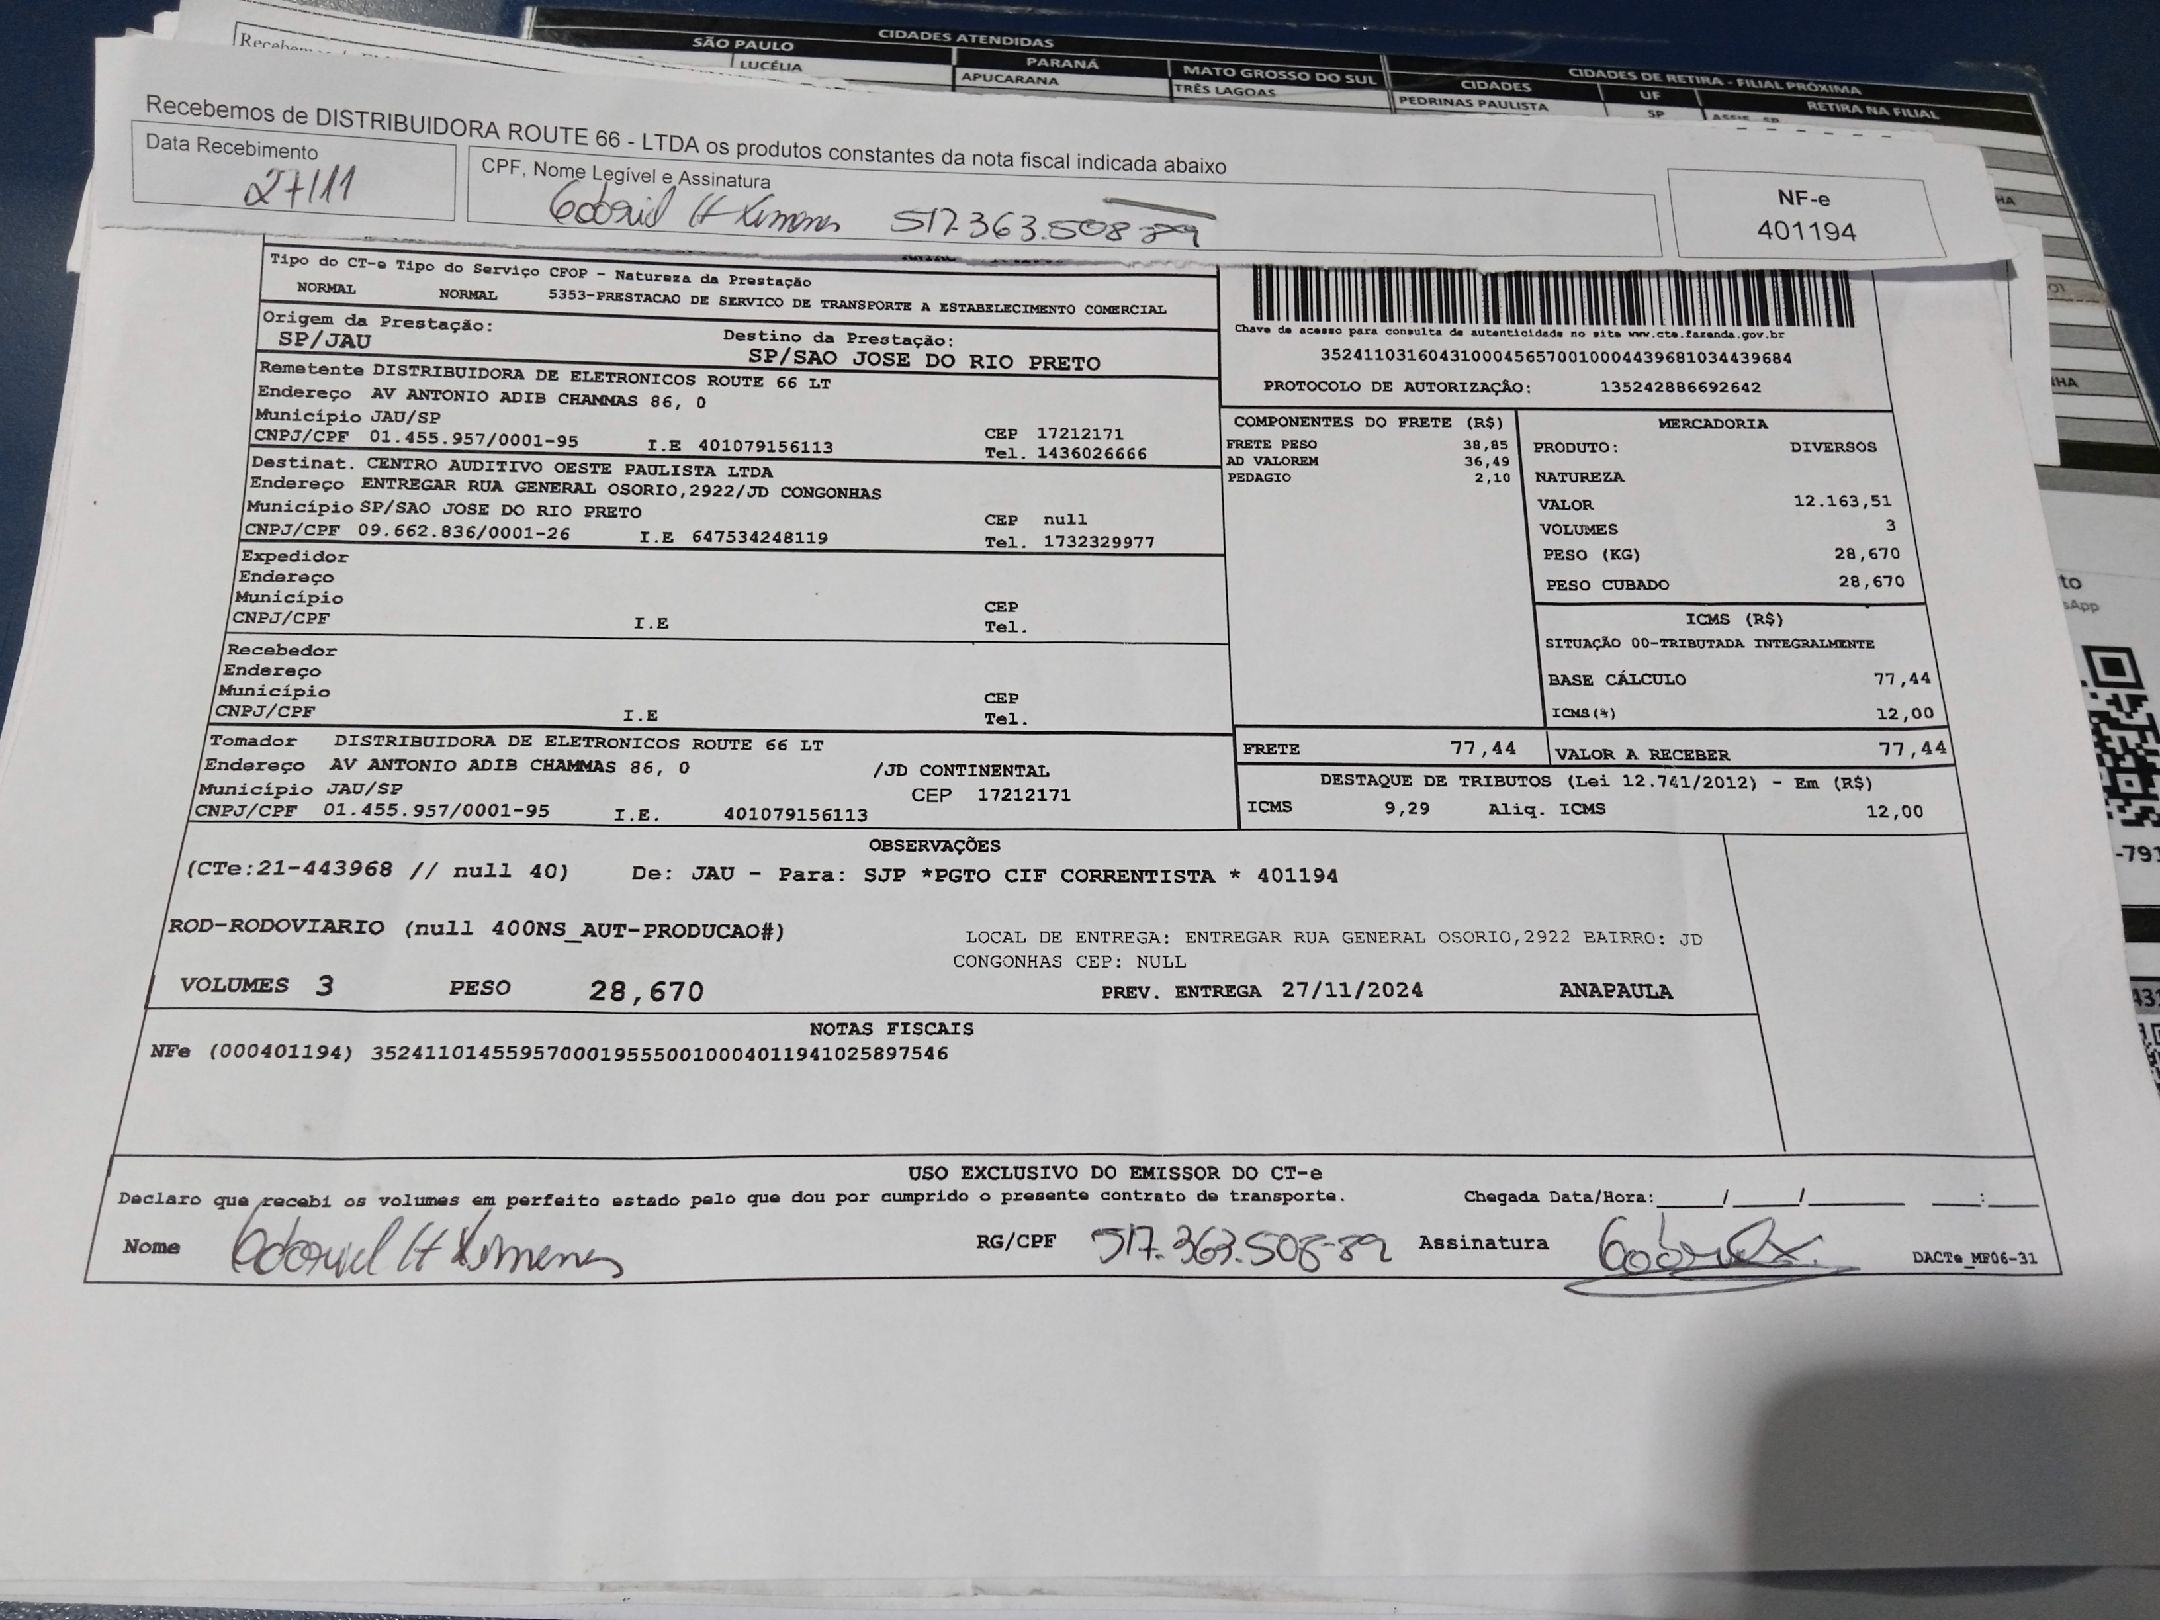 CIDADES ATENDIDAS
SÃO PAULO PARANÁ MATO GROSSO DO SUL
LUCÉLIA APUCARANA TRÊS LAGOAS
CIDADES DE RETIRA - FILIAL PRÓXIMA
CIDADES UF RETIRA NA FILIAL
PEDRINAS PAULISTA SP
Recebemos de DISTRIBUIDORA ROUTE 66 - LTDA os produtos constantes da nota fiscal indicada abaixo
Data Recebimento CPF, Nome Legível e Assinatura NF-e
27/11 Gabriel H Ximenes 517.363.508 89 401194
Tipo do CT-e Tipo do Serviço CFOP - Natureza da Prestação
NORMAL NORMAL 5353-PRESTACAO DE SERVICO DE TRANSPORTE A ESTABELECIMENTO COMERCIAL
Origem da Prestação: Destino da Prestação:
SP/JAU SP/SAO JOSE DO RIO PRETO
Remetente DISTRIBUIDORA DE ELETRONICOS ROUTE 66 LT
Endereço AV ANTONIO ADIB CHAMMAS 86, 0
Município JAU/SP CEP 17212171
CNPJ/CPF 01.455.957/0001-95 I.E 401079156113 Tel. 1436026666
Destinat. CENTRO AUDITIVO OESTE PAULISTA LTDA
Endereço ENTREGAR RUA GENERAL OSORIO,2922/JD CONGONHAS
Município SP/SAO JOSE DO RIO PRETO CEP null
CNPJ/CPF 09.662.836/0001-26 I.E 647534248119 Tel. 1732329977
Expedidor
Endereço
Município CEP
CNPJ/CPF I.E Tel.
Recebedor
Endereço
Município CEP
CNPJ/CPF I.E Tel.
Tomador DISTRIBUIDORA DE ELETRONICOS ROUTE 66 LT
Endereço AV ANTONIO ADIB CHAMMAS 86, 0 /JD CONTINENTAL
Município JAU/SP CEP 17212171
CNPJ/CPF 01.455.957/0001-95 I.E. 401079156113
Chave de acesso para consulta de autenticidade no site www.cte.fazenda.gov.br
35241103160431000456570010004439681034439684
PROTOCOLO DE AUTORIZAÇÃO: 135242886692642
COMPONENTES DO FRETE (R$)
FRETE PESO 38,85
AD VALOREM 36,49
PEDAGIO 2,10
MERCADORIA
PRODUTO: DIVERSOS
NATUREZA
VALOR 12.163,51
VOLUMES 3
PESO (KG) 28,670
PESO CUBADO 28,670
ICMS (R$)
SITUAÇÃO 00-TRIBUTADA INTEGRALMENTE
BASE CÁLCULO 77,44
ICMS(%) 12,00
FRETE 77,44 VALOR A RECEBER 77,44
DESTAQUE DE TRIBUTOS (Lei 12.741/2012) - Em (R$)
ICMS 9,29 Aliq. ICMS 12,00
OBSERVAÇÕES
(CTe:21-443968 // null 40) De: JAU - Para: SJP *PGTO CIF CORRENTISTA * 401194
ROD-RODOVIARIO (null 400NS_AUT-PRODUCAO#) LOCAL DE ENTREGA: ENTREGAR RUA GENERAL OSORIO,2922 BAIRRO: JD
CONGONHAS CEP: NULL
VOLUMES 3 PESO 28,670 PREV. ENTREGA 27/11/2024 ANAPAULA
NOTAS FISCAIS
NFe (000401194) 35241101455957000195550010004011941025897546
USO EXCLUSIVO DO EMISSOR DO CT-e
Declaro que recebi os volumes em perfeito estado pelo que dou por cumprido o presente contrato de transporte. Chegada Data/Hora:____/____/____ __:__
Nome Gabriel H Ximenes RG/CPF 517.363.508-89 Assinatura DACTe_MF06-31